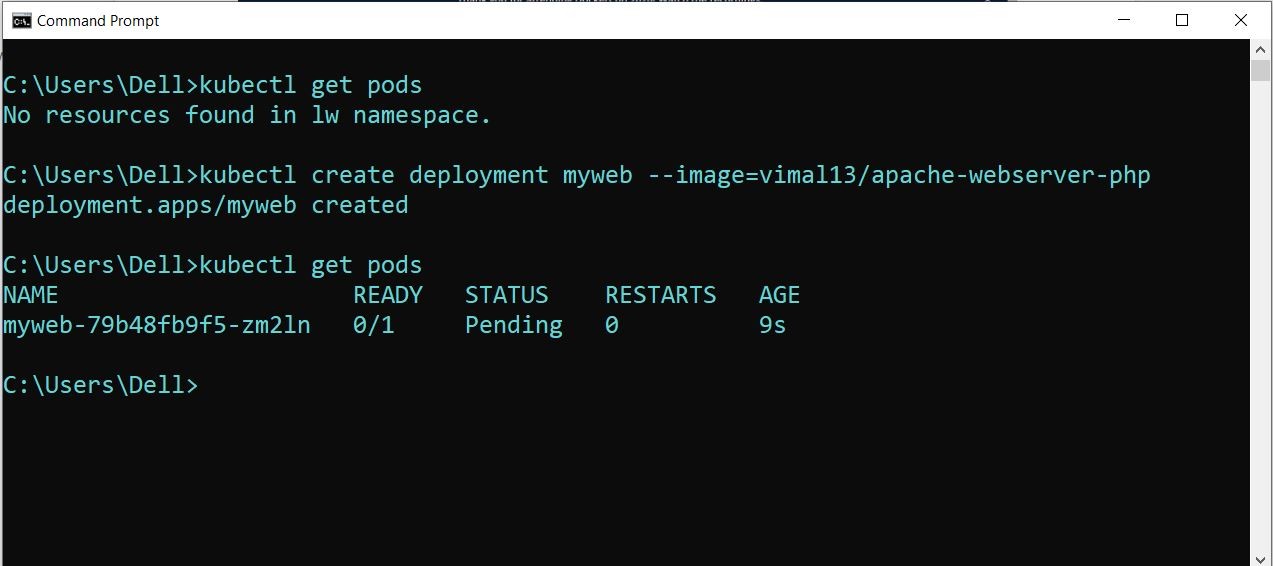 Command Prompt
C:\Users\Dell>kubectl get pods
No resources found in lw namespace.
C:\Users\Dell>kubectl create deployment myweb --image=vimal13/apache-webserver-php
deployment.apps/myweb created
C:\Users\Dell>kubectl get pods
NAME READY STATUS RESTARTS AGE
myweb-79b48fb9f5-zm2ln 0/1 Pending 0 9s
C:\Users\Dell>